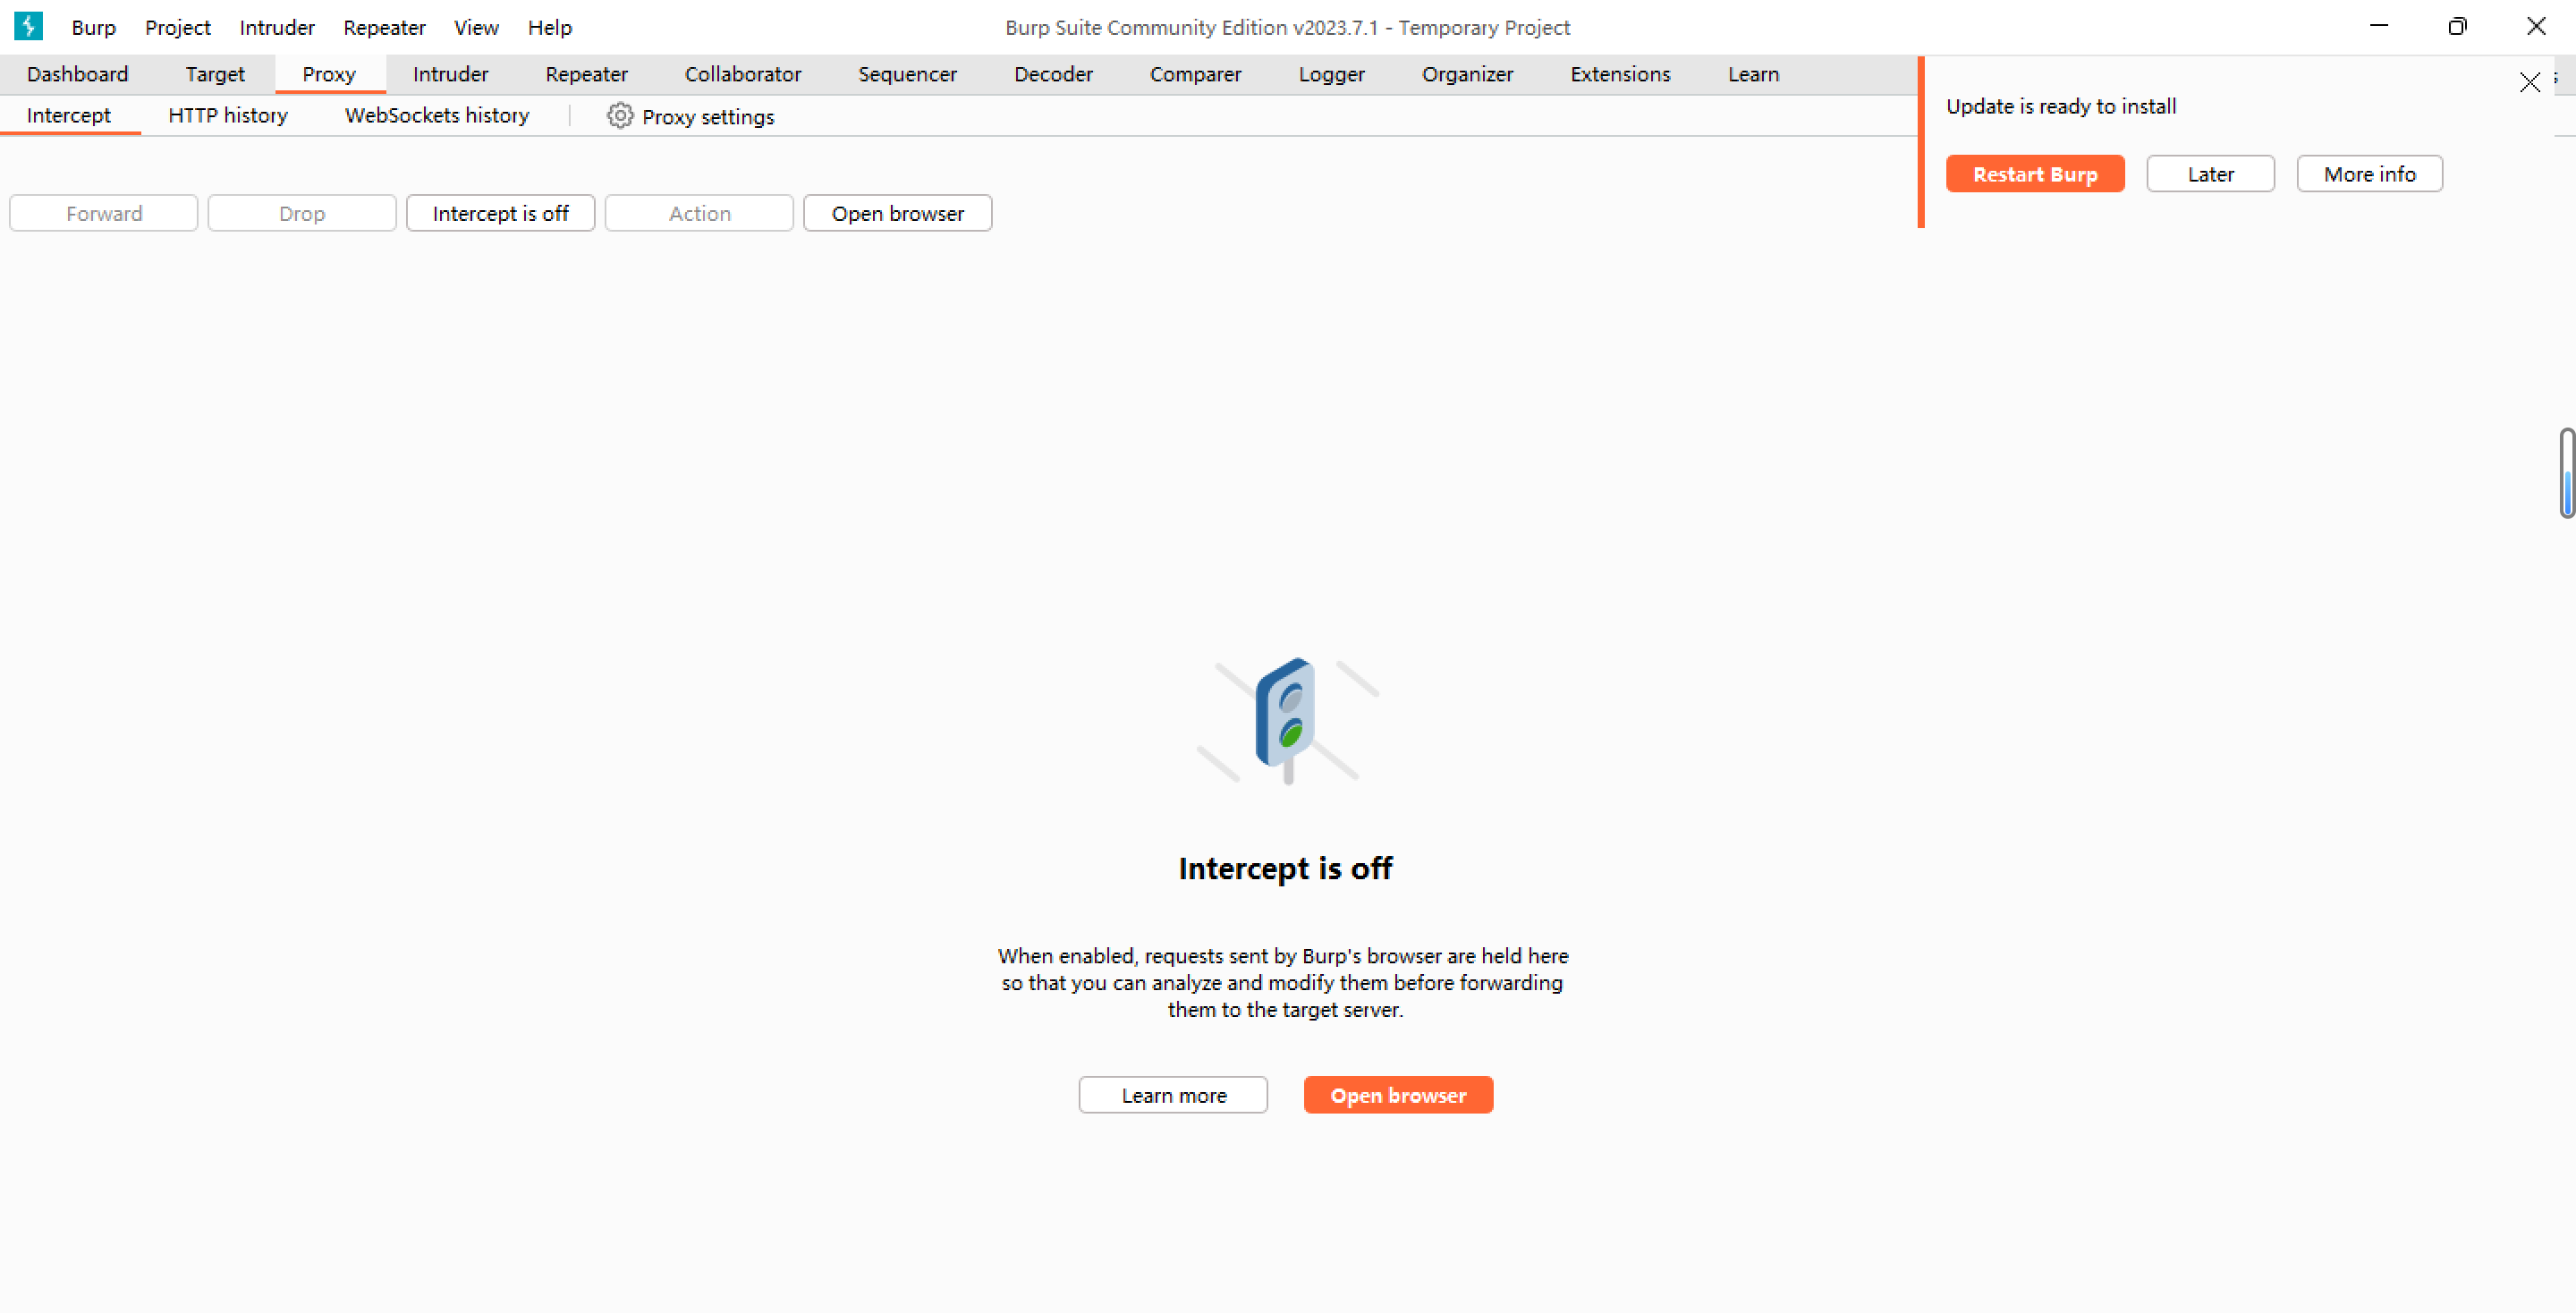 Burp Project Intruder Repeater View Help Burp Suite Community Edition v2023.7.1 - Temporary Project
Dashboard Target Proxy Intruder Repeater Collaborator Sequencer Decoder Comparer Logger Organizer Extensions Learn
Intercept HTTP history WebSockets history Proxy settings
Update is ready to install
Restart Burp Later More info
Forward Drop Intercept is off Action Open browser
Intercept is off
When enabled, requests sent by Burp's browser are held here
so that you can analyze and modify them before forwarding
them to the target server.
Learn more Open browser